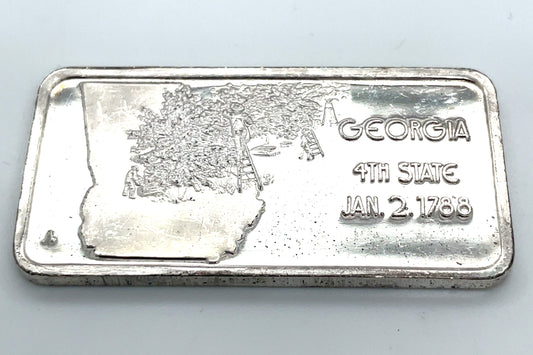 GEORGIA
4TH STATE
JAN. 2. 1788